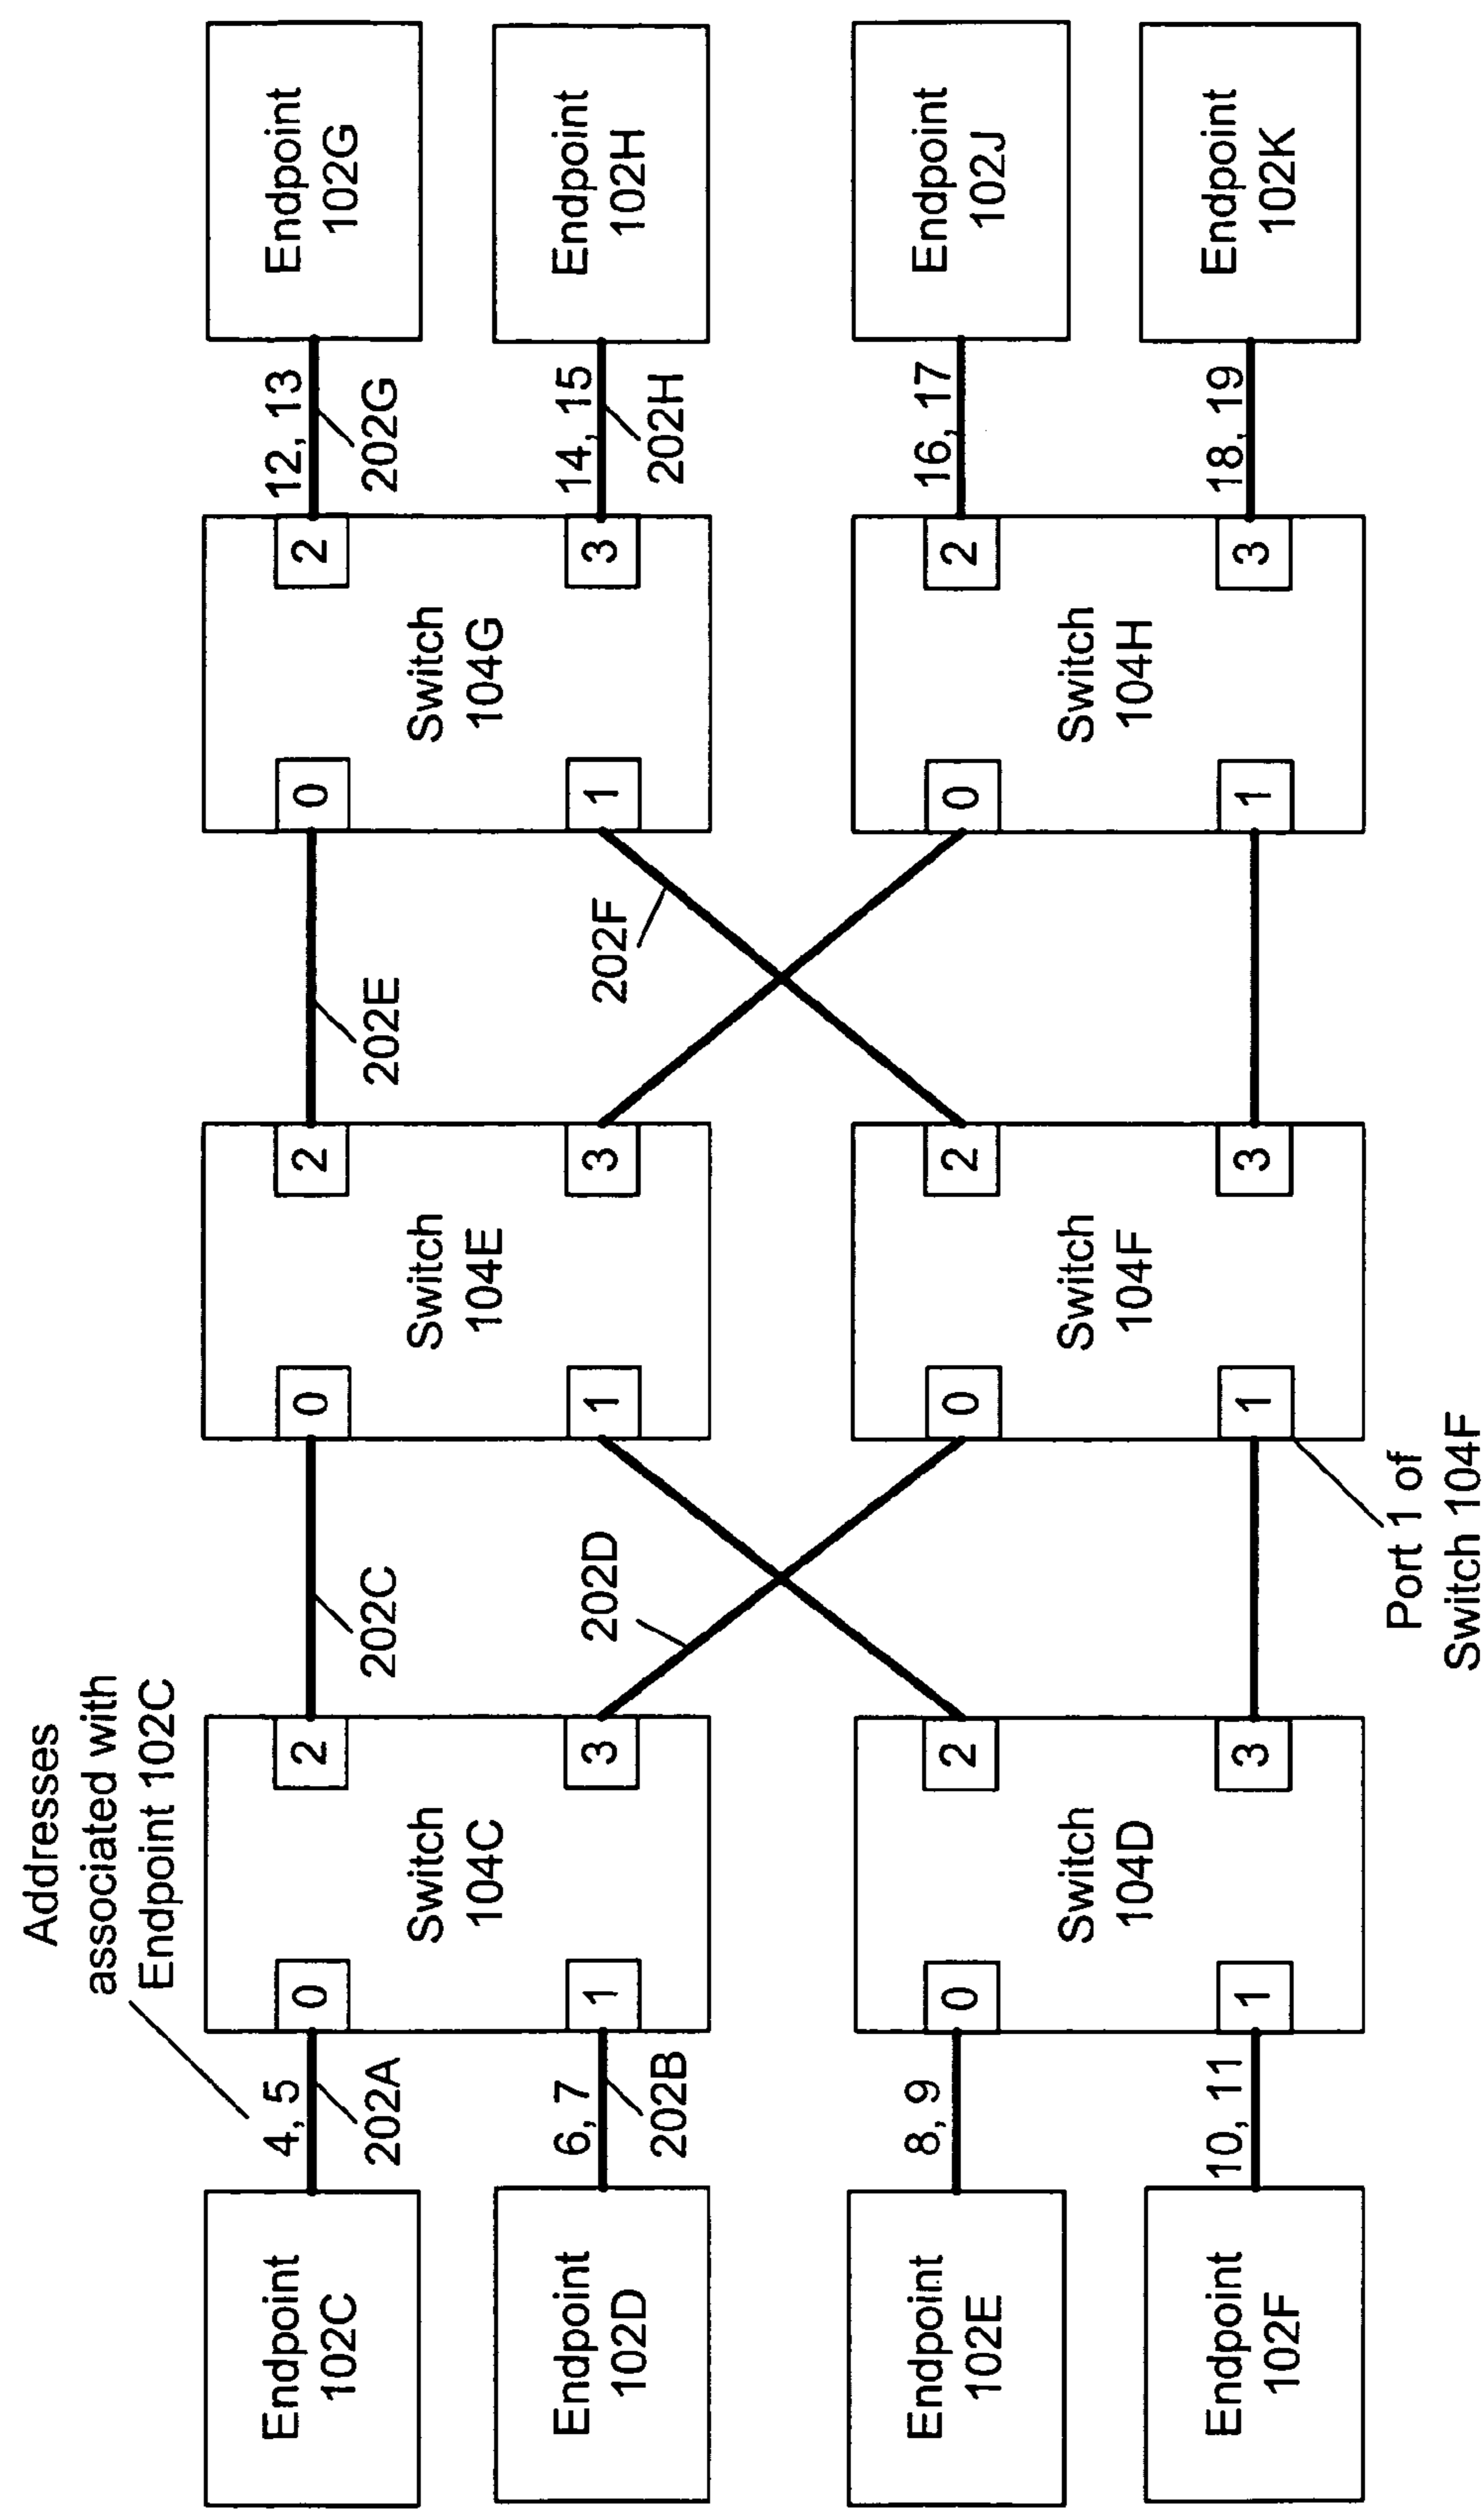 Addresses
associated with
Endpoint 102C
Endpoint
102C
4, 5
202A
0
Switch
104C
2
202C
0
Switch
104E
2
202E
0
Switch
104G
2
12, 13
202G
Endpoint
102G
Endpoint
102D
6, 7
202B
1
3
202D
1
3
202F
1
3
14, 15
202H
Endpoint
102H
Endpoint
102E
8, 9
0
Switch
104D
2
0
Switch
104F
2
0
Switch
104H
2
16, 17
Endpoint
102J
Endpoint
102F
10, 11
1
3
1
3
1
3
18, 19
Endpoint
102K
Port 1 of
Switch 104F